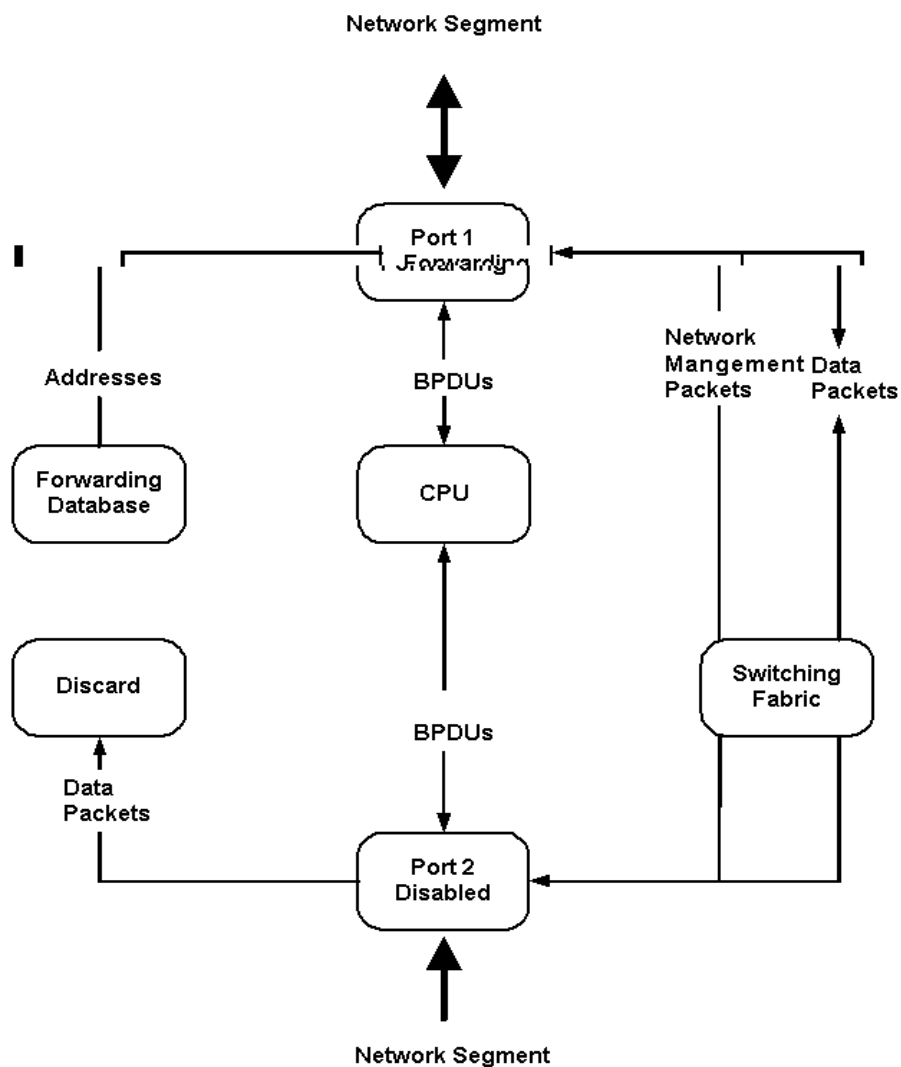 Network Segment
Port 1
Forwarding
Addresses
BPDUs
Network
Mangement
Packets
Data
Packets
Forwarding
Database
CPU
Discard
Switching
Fabric
BPDUs
Data
Packets
Port 2
Disabled
Network Segment